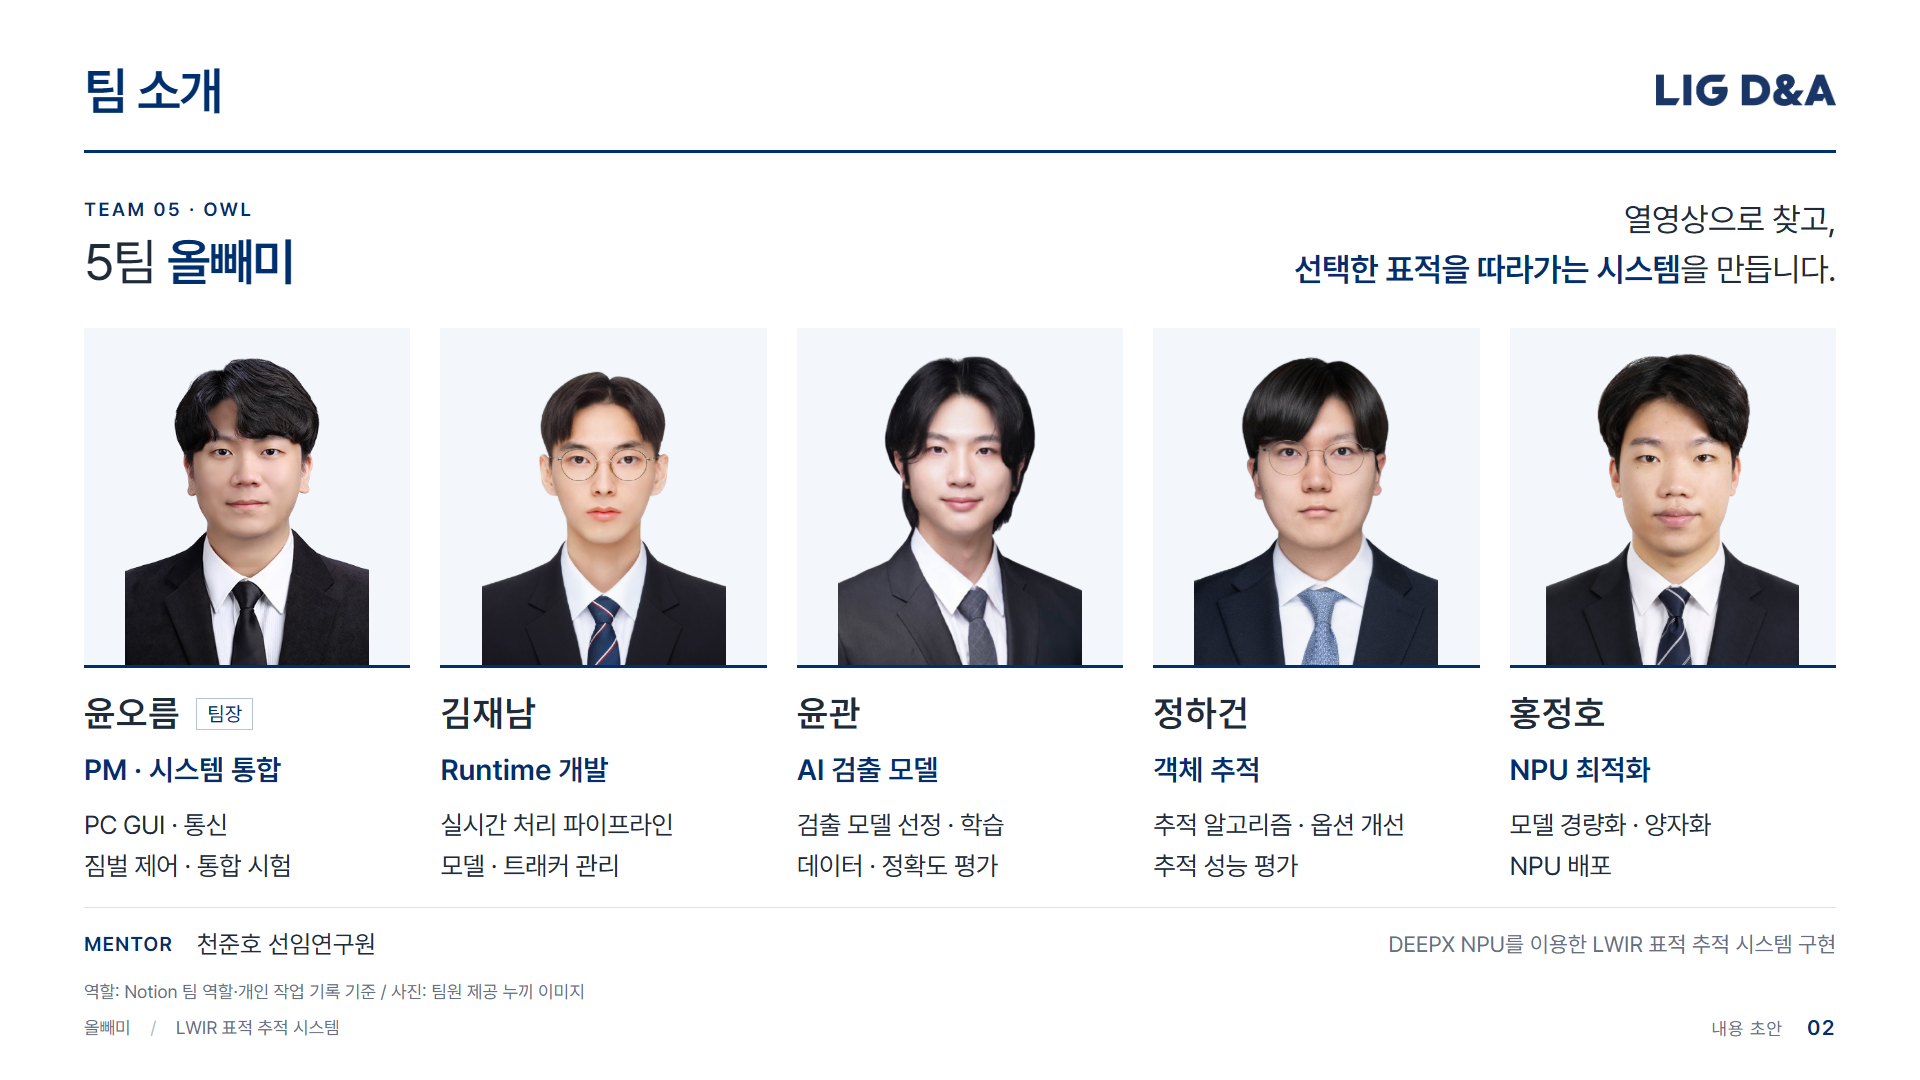 팀 소개
LIG D&A
TEAM 05 · OWL
5팀 올빼미
열영상으로 찾고,
선택한 표적을 따라가는 시스템을 만듭니다.
윤오름 팀장
PM · 시스템 통합
PC GUI · 통신
짐벌 제어 · 통합 시험
김재남
Runtime 개발
실시간 처리 파이프라인
모델 · 트래커 관리
윤관
AI 검출 모델
검출 모델 선정 · 학습
데이터 · 정확도 평가
정하건
객체 추적
추적 알고리즘 · 옵션 개선
추적 성능 평가
홍정호
NPU 최적화
모델 경량화 · 양자화
NPU 배포
MENTOR 천준호 선임연구원
DEEPX NPU를 이용한 LWIR 표적 추적 시스템 구현
역할: Notion 팀 역할·개인 작업 기록 기준 / 사진: 팀원 제공 누끼 이미지
올빼미 / LWIR 표적 추적 시스템
내용 초안 02